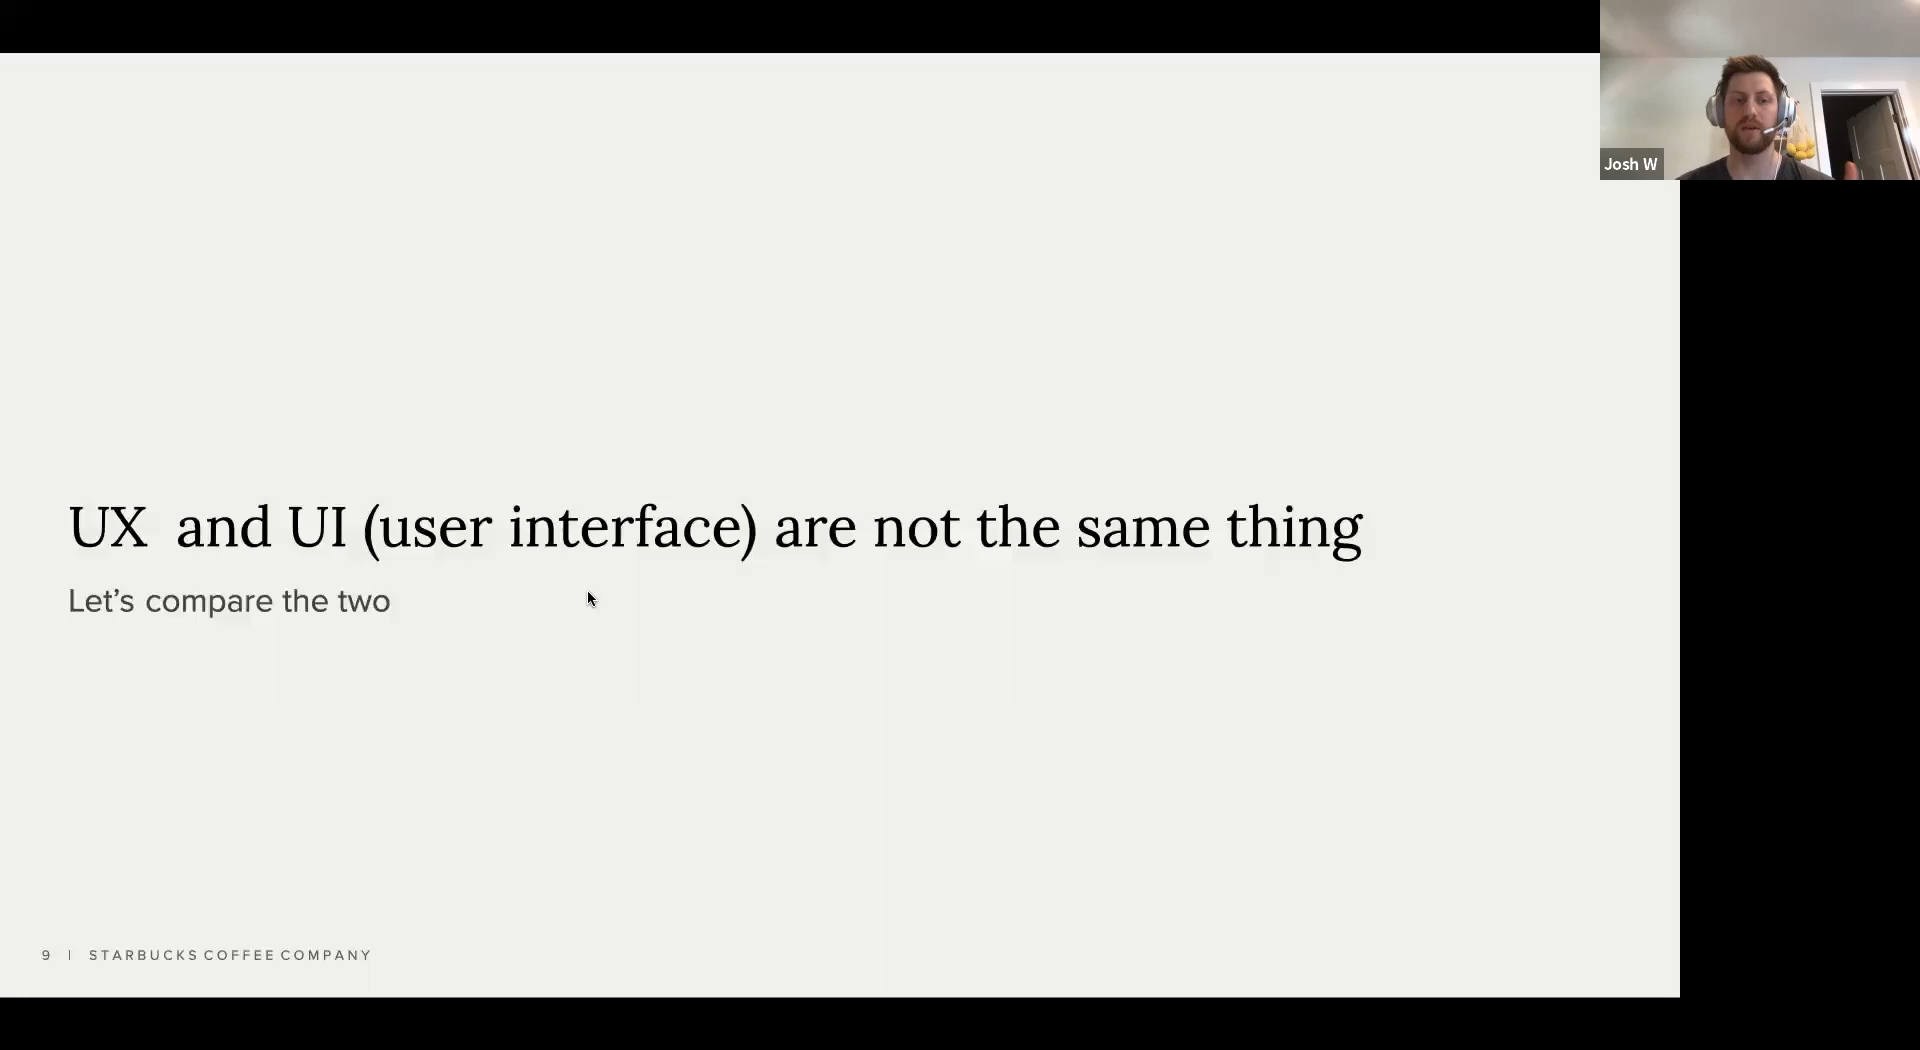 Josh W
UX  and UI (user interface) are not the same thing
Let’s compare the two
9 | STARBUCKS COFFEE COMPANY